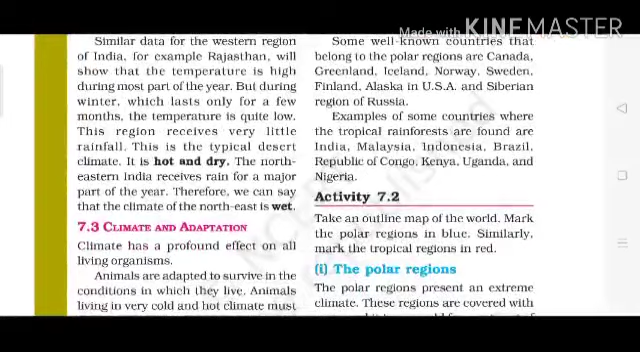 Made with KINEMASTER
Similar data for the western region
of India, for example Rajasthan, will
show that the temperature is high
during most part of the year. But during
winter, which lasts only for a few
months, the temperature is quite low.
This region receives very little
rainfall. This is the typical desert
climate. It is hot and dry. The north-
eastern India receives rain for a major
part of the year. Therefore, we can say
that the climate of the north-east is wet.
7.3 CLIMATE AND ADAPTATION
Climate has a profound effect on all
living organisms.
Animals are adapted to survive in the
conditions in which they live. Animals
living in very cold and hot climate must
Some well-known countries that
belong to the polar regions are Canada,
Greenland, Iceland, Norway, Sweden,
Finland, Alaska in U.S.A. and Siberian
region of Russia.
Examples of some countries where
the tropical rainforests are found are
India, Malaysia, Indonesia, Brazil,
Republic of Congo, Kenya, Uganda, and
Nigeria.
Activity 7.2
Take an outline map of the world. Mark
the polar regions in blue. Similarly,
mark the tropical regions in red.
(i) The polar regions
The polar regions present an extreme
climate. These regions are covered with